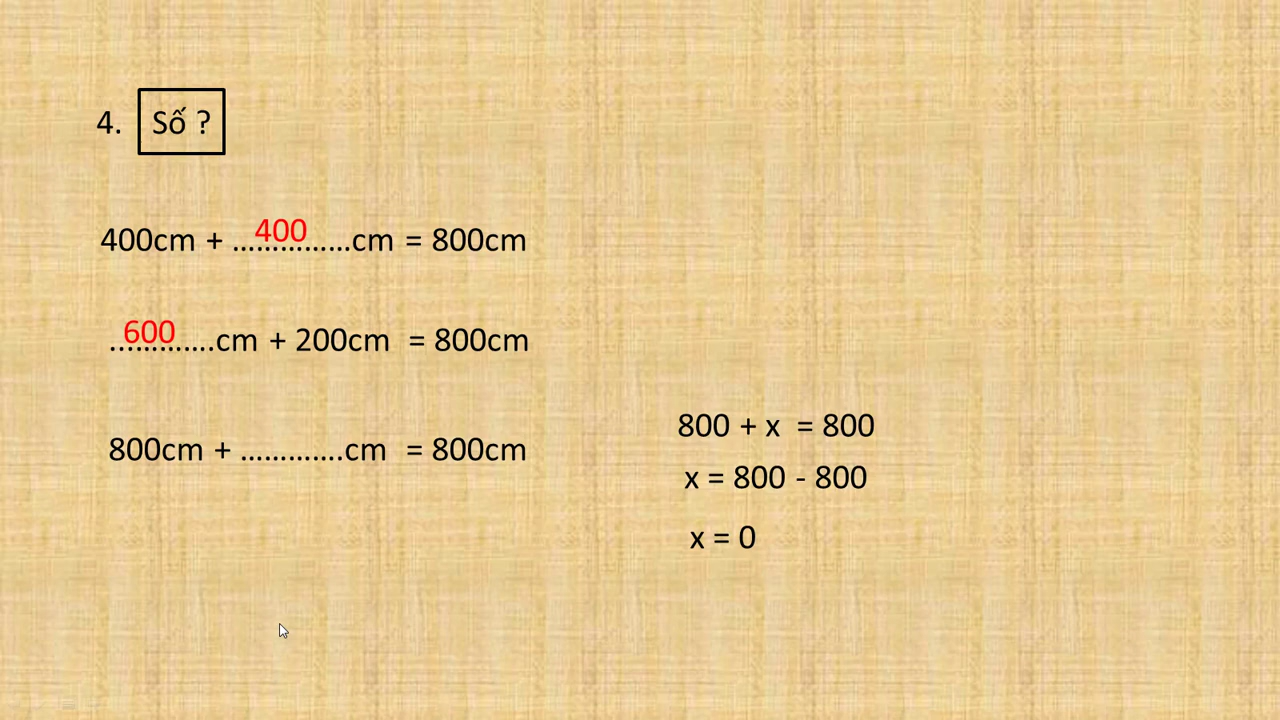 4. Số ?
400cm + ...............cm = 800cm
400
.............cm + 200cm = 800cm
600
800cm + .............cm = 800cm
800 + x = 800
x = 800 - 800
x = 0